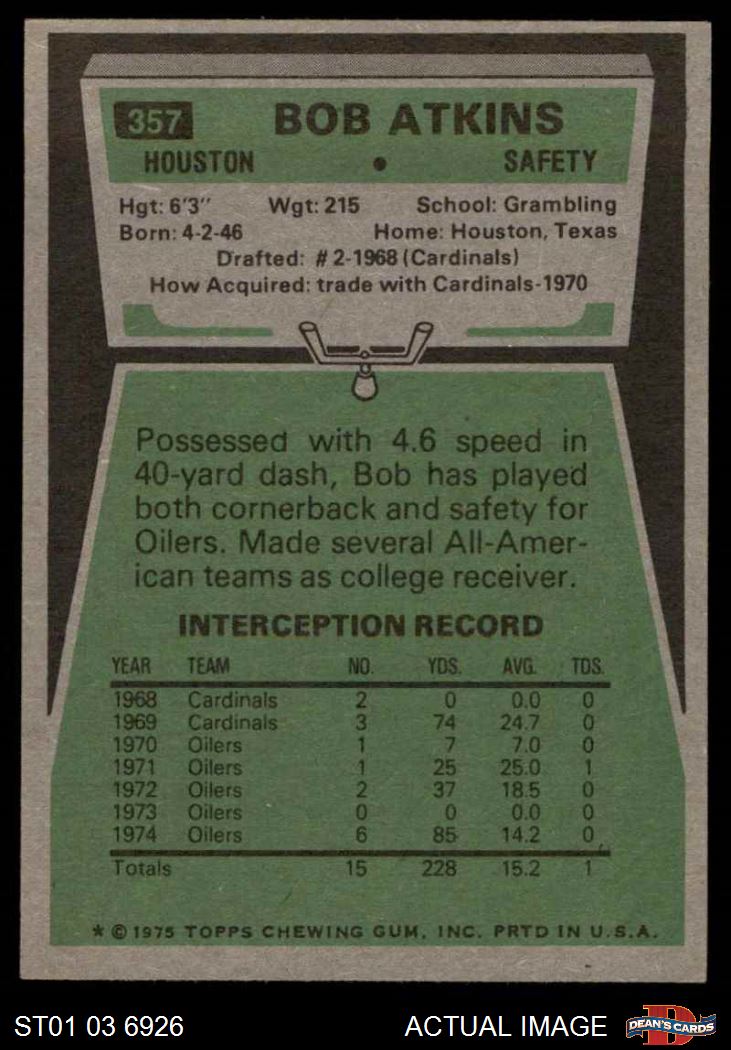 357 BOB ATKINS
HOUSTON • SAFETY
Hgt: 6'3" Wgt: 215 School: Grambling
Born: 4-2-46 Home: Houston, Texas
Drafted: #2-1968 (Cardinals)
How Acquired: trade with Cardinals-1970
Possessed with 4.6 speed in
40-yard dash, Bob has played
both cornerback and safety for
Oilers. Made several All-Amer-
ican teams as college receiver.
INTERCEPTION RECORD
YEAR TEAM NO. YDS. AVG. TDS.
1968 Cardinals 2 0 0.0 0
1969 Cardinals 3 74 24.7 0
1970 Oilers 1 7 7.0 0
1971 Oilers 1 25 25.0 1
1972 Oilers 2 37 18.5 0
1973 Oilers 0 0 0.0 0
1974 Oilers 6 85 14.2 0
Totals 15 228 15.2 1
* © 1975 TOPPS CHEWING GUM, INC. PRTD IN U.S.A.
ST01 03 6926 ACTUAL IMAGE DEAN'S CARDS